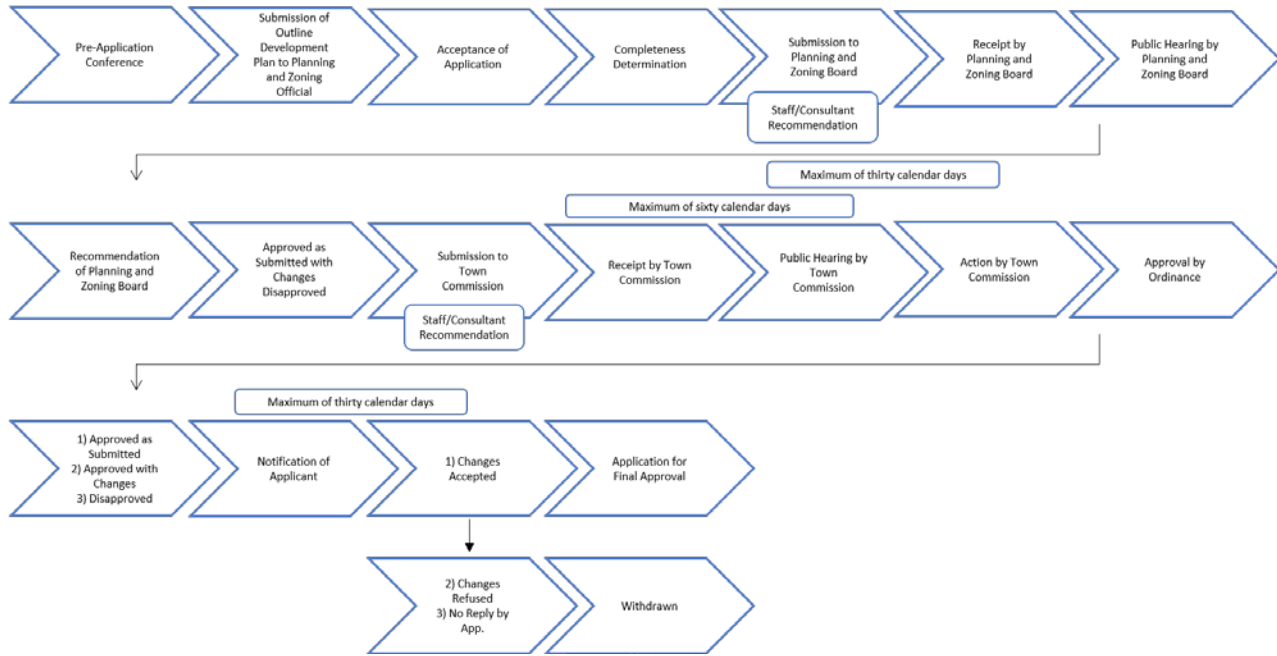 Pre-Application
Conference
Submission of
Outline
Development
Plan to Planning
and Zoning
Official
Acceptance of
Application
Completeness
Determination
Submission to
Planning and
Zoning Board
Staff/Consultant
Recommendation
Receipt by
Planning and
Zoning Board
Public Hearing by
Planning and
Zoning Board
Maximum of thirty calendar days
Maximum of sixty calendar days
Recommendation
of Planning and
Zoning Board
Approved as
Submitted with
Changes
Disapproved
Submission to
Town
Commission
Staff/Consultant
Recommendation
Receipt by Town
Commission
Public Hearing by
Town
Commission
Action by Town
Commission
Approval by
Ordinance
Maximum of thirty calendar days
1) Approved as
Submitted
2) Approved with
Changes
3) Disapproved
Notification of
Applicant
1) Changes
Accepted
Application for
Final Approval
2) Changes
Refused
3) No Reply by
App.
Withdrawn